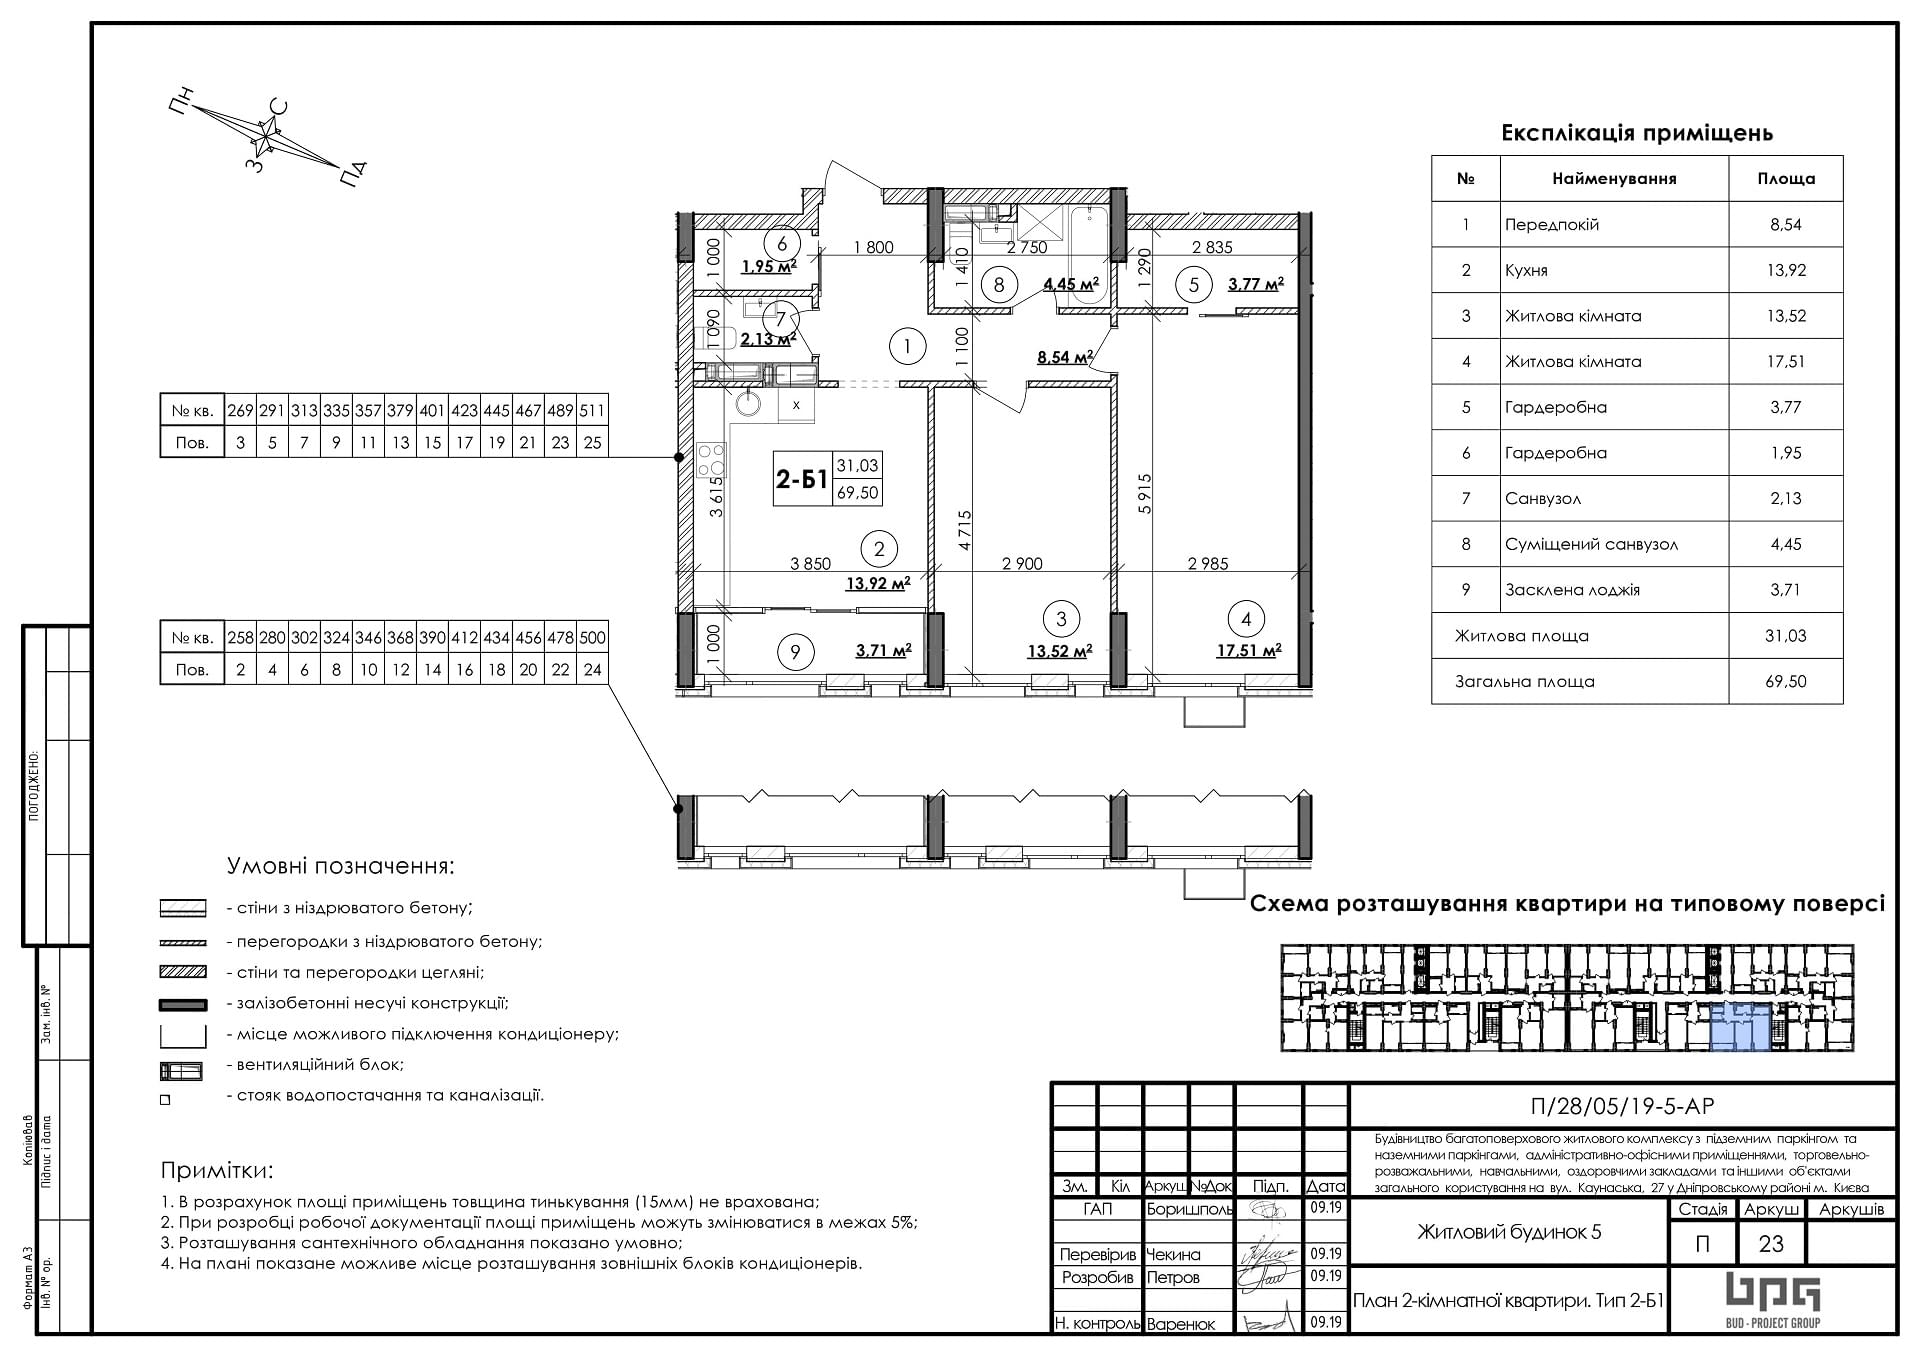 Пн
С
З
Пд
Експлікація приміщень
№ Найменування Площа
1 Передпокій 8,54
2 Кухня 13,92
3 Житлова кімната 13,52
4 Житлова кімната 17,51
5 Гардеробна 3,77
6 Гардеробна 1,95
7 Санвузол 2,13
8 Суміщений санвузол 4,45
9 Засклена лоджія 3,71
Житлова площа 31,03
Загальна площа 69,50
6
1,95 м²
1 000
1 800
1 410
2 750
8
4,45 м²
1 290
2 835
5
3,77 м²
7
2,13 м²
1 090
1
1 100
8,54 м²
х
2-Б1
31,03
69,50
3 615
3 850
2
13,92 м²
4 715
2 900
3
13,52 м²
5 915
2 985
4
17,51 м²
1 000
9
3,71 м²
№ кв. 269 291 313 335 357 379 401 423 445 467 489 511
Пов. 3 5 7 9 11 13 15 17 19 21 23 25
№ кв. 258 280 302 324 346 368 390 412 434 456 478 500
Пов. 2 4 6 8 10 12 14 16 18 20 22 24
Умовні позначення:
- стіни з ніздрюватого бетону;
- перегородки з ніздрюватого бетону;
- стіни та перегородки цегляні;
- залізобетонні несучі конструкції;
- місце можливого підключення кондиціонеру;
- вентиляційний блок;
- стояк водопостачання та каналізації.
Примітки:
1. В розрахунок площі приміщень товщина тинькування (15мм) не врахована;
2. При розробці робочої документації площі приміщень можуть змінюватися в межах 5%;
3. Розташування сантехнічного обладнання показано умовно;
4. На плані показане можливе місце розташування зовнішніх блоків кондиціонерів.
Схема розташування квартири на типовому поверсі
П/28/05/19-5-АР
Будівництво багатоповерхового житлового комплексу з підземним паркінгом та
наземними паркінгами, адміністративно-офісними приміщеннями, торговельно-
розважальними, навчальними, оздоровчими закладами та іншими об'єктами
загального користування на вул. Каунаська, 27 у Дніпровському районі м. Києва
Зм. Кіл Аркуш №Док Підп. Дата
ГАП Боришполь 09.19
Перевірив Чекина 09.19
Розробив Петров 09.19
Н. контроль Варенюк 09.19
Житловий будинок 5
Стадія Аркуш Аркушів
П 23
План 2-кімнатної квартири. Тип 2-Б1
bpg
BUD - PROJECT GROUP
ПОГОДЖЕНО:
Зам. інв. №
Підпис і дата
Інв. № ор.
Копіював
Формат А3